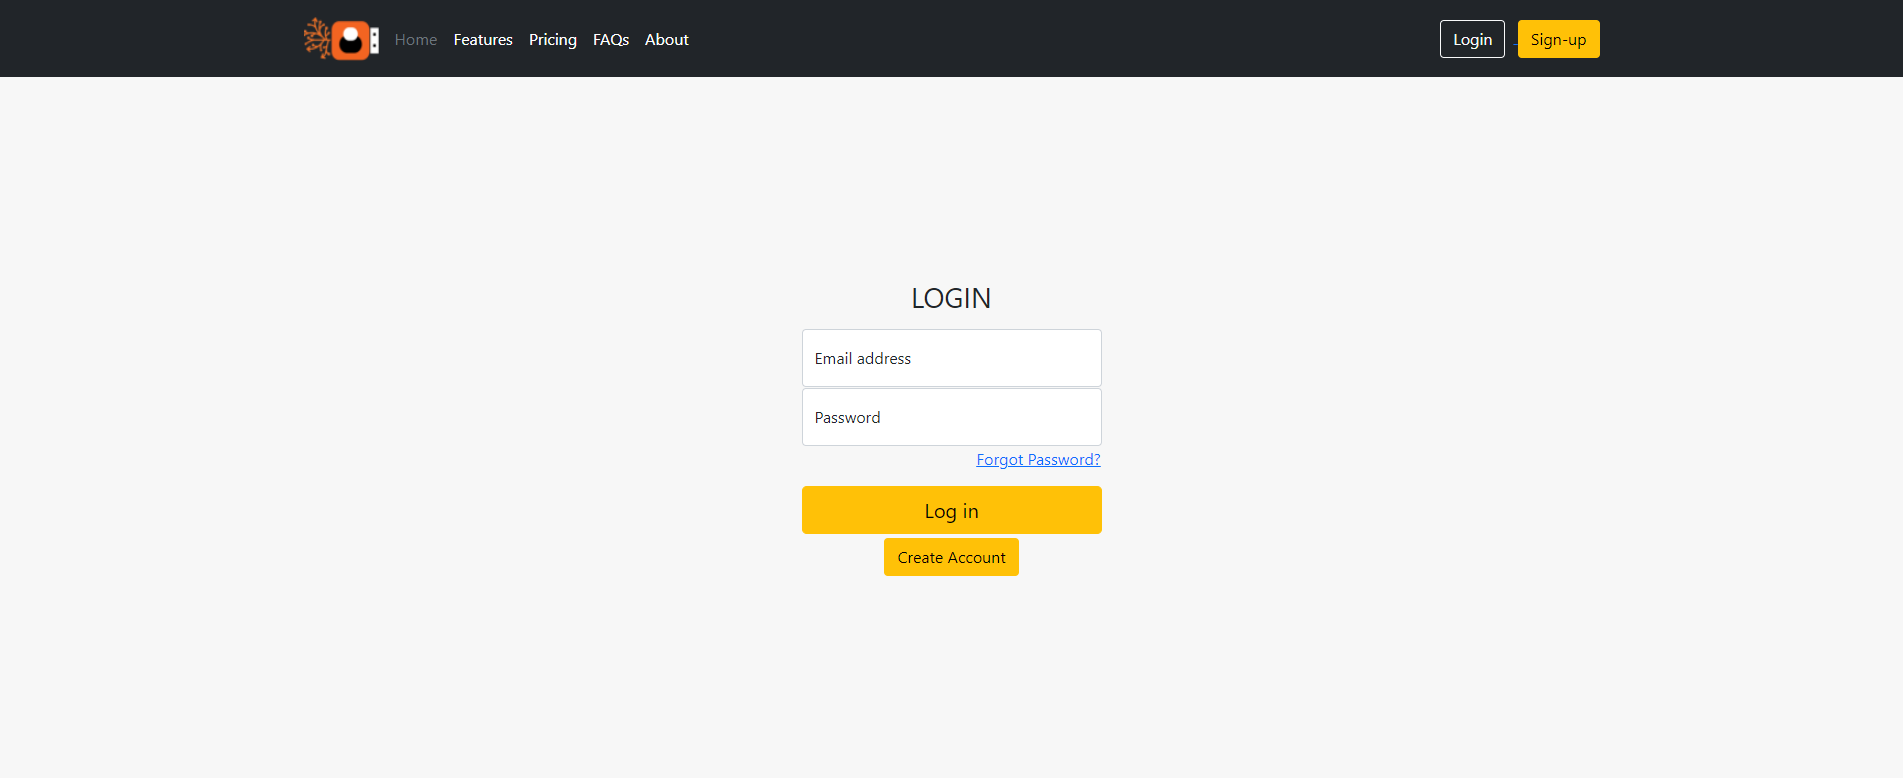 Home Features Pricing FAQs About Login Sign-up
LOGIN
Email address
Password
Forgot Password?
Log in
Create Account